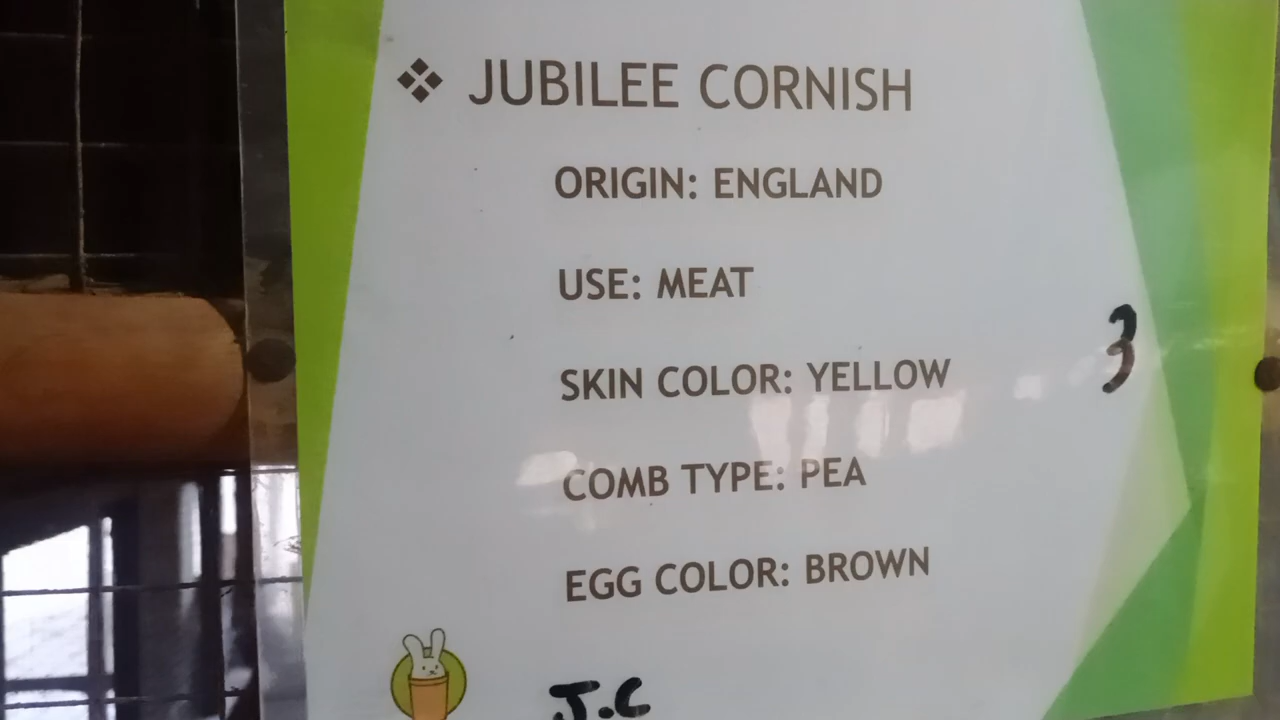 ❖ JUBILEE CORNISH
ORIGIN: ENGLAND
USE: MEAT
SKIN COLOR: YELLOW
3
COMB TYPE: PEA
EGG COLOR: BROWN
J.C